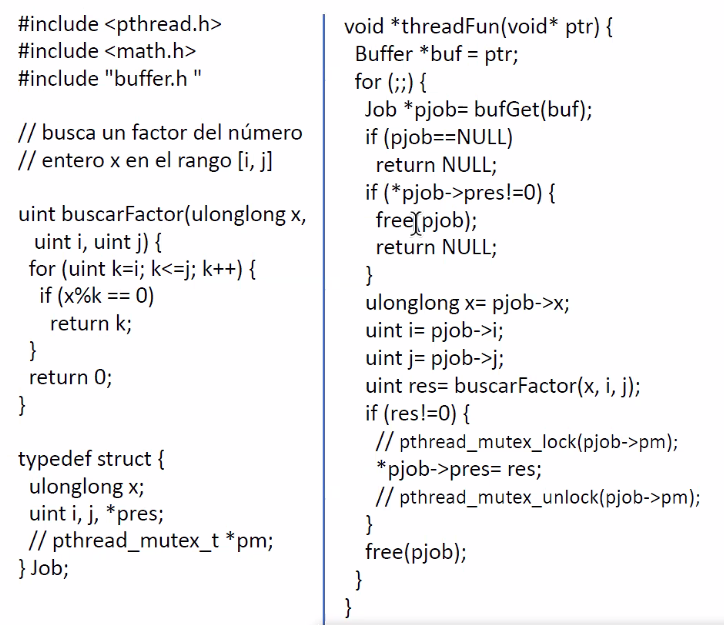 #include <pthread.h>
#include <math.h>
#include "buffer.h "
// busca un factor del número
// entero x en el rango [i, j]
uint buscarFactor(ulonglong x,
uint i, uint j) {
for (uint k=i; k<=j; k++) {
if (x%k == 0)
return k;
}
return 0;
}
typedef struct {
ulonglong x;
uint i, j, *pres;
// pthread_mutex_t *pm;
} Job;
void *threadFun(void* ptr) {
Buffer *buf = ptr;
for (;;) {
Job *pjob= bufGet(buf);
if (pjob==NULL)
return NULL;
if (*pjob->pres!=0) {
free(pjob);
return NULL;
}
ulonglong x= pjob->x;
uint i= pjob->i;
uint j= pjob->j;
uint res= buscarFactor(x, i, j);
if (res!=0) {
// pthread_mutex_lock(pjob->pm);
*pjob->pres= res;
// pthread_mutex_unlock(pjob->pm);
}
free(pjob);
}
}